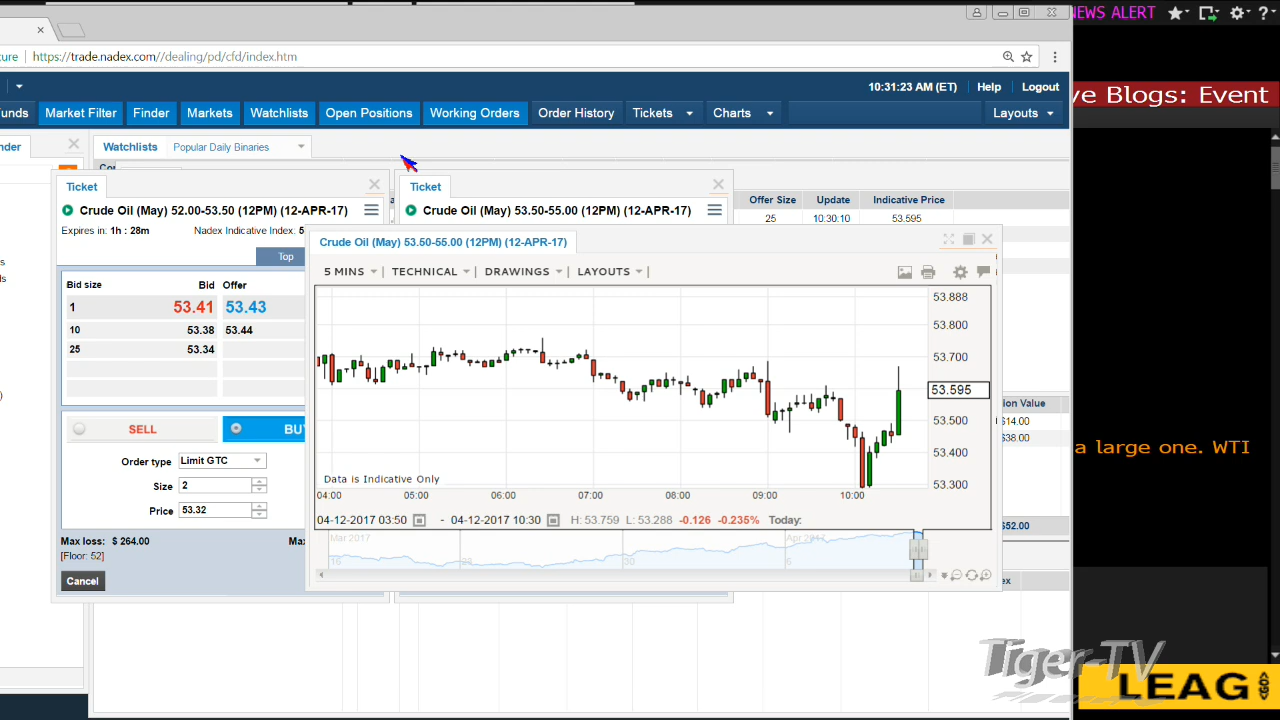 NEWS ALERT
https://trade.nadex.com//dealing/pd/cfd/index.htm
10:31:23 AM (ET) Help Logout
ve Blogs: Event
unds Market Filter Finder Markets Watchlists Open Positions Working Orders Order History Tickets Charts Layouts
nder Watchlists Popular Daily Binaries
Ticket Ticket
Offer Size Update Indicative Price
Crude Oil (May) 52.00-53.50 (12PM) (12-APR-17) Crude Oil (May) 53.50-55.00 (12PM) (12-APR-17)
25 10:30:10 53.595
Expires in: 1h : 28m Nadex Indicative Index: 5
Crude Oil (May) 53.50-55.00 (12PM) (12-APR-17)
Top
5 MINS TECHNICAL DRAWINGS LAYOUTS
Bid size Bid Offer
1 53.41 53.43
10 53.38 53.44
25 53.34
53.888
53.800
53.700
53.595
53.500
53.400
53.300
ion Value
$14.00
$38.00
SELL BU
a large one. WTI
Order type Limit GTC
Size 2
Price 53.32
Data is Indicative Only
04:00 05:00 06:00 07:00 08:00 09:00 10:00
04-12-2017 03:50 - 04-12-2017 10:30 H: 53.759 L: 53.288 -0.126 -0.235% Today:
$52.00
Max loss: $ 264.00 Max
[Floor: 52]
Mar 2017 Apr 2017
16 23 30 6
Cancel
ex
Tiger-TV
LEAG